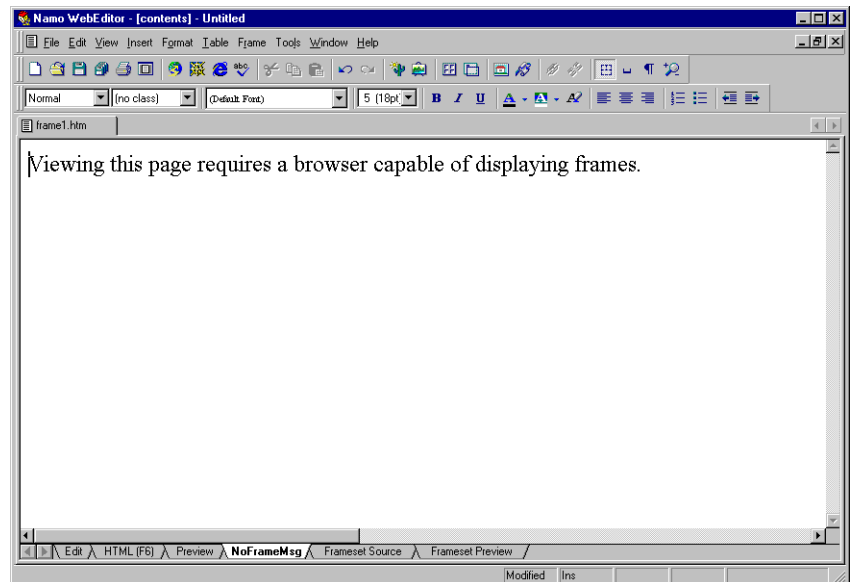 Namo WebEditor - [contents] - Untitled
File Edit View Insert Format Table Frame Tools Window Help
Normal (no class) (Default Font) 5 (18pt) B I U A A A
frame1.htm
Viewing this page requires a browser capable of displaying frames.
Edit HTML (F6) Preview NoFrameMsg Frameset Source Frameset Preview
Modified Ins